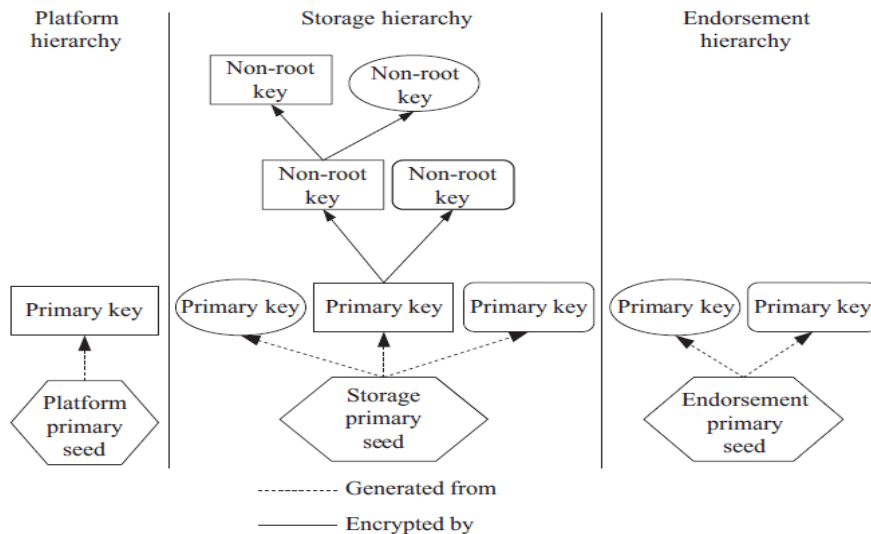 Platform
hierarchy
Storage hierarchy
Endorsement
hierarchy
Non-root
key
Non-root
key
Non-root
key
Non-root
key
Primary key
Primary key
Primary key
Primary key
Primary key
Primary key
Platform
primary
seed
Storage
primary
seed
Endorsement
primary
seed
Generated from
Encrypted by